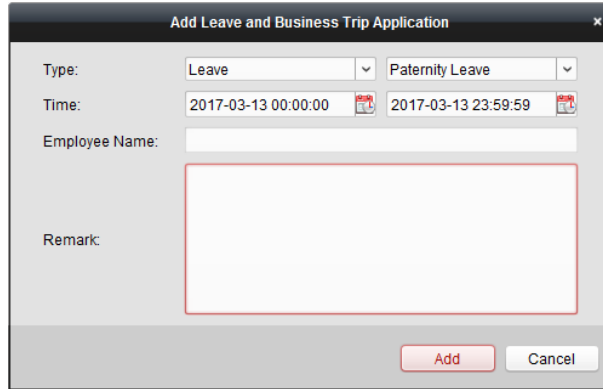 Add Leave and Business Trip Application
Type: Leave Paternity Leave
Time: 2017-03-13 00:00:00 2017-03-13 23:59:59
Employee Name:
Remark:
Add Cancel